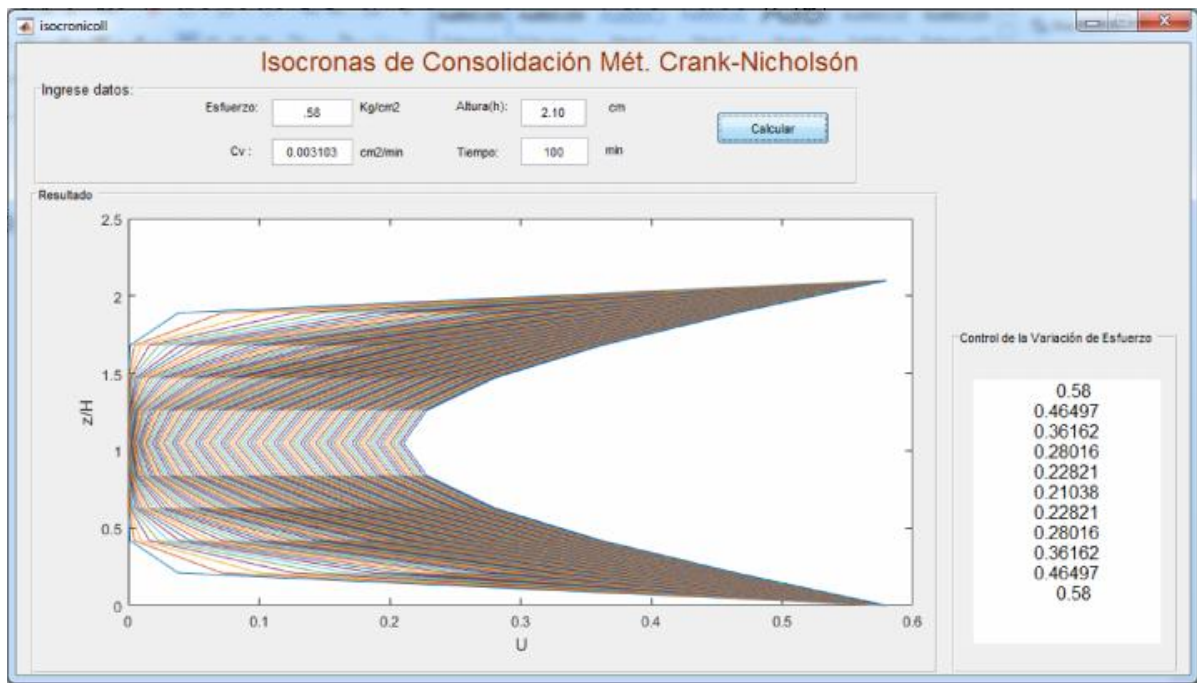 isocronicoII
Isocronas de Consolidación Mét. Crank-Nicholsón
Ingrese datos:
Esfuerzo: .58 Kg/cm2 Altura(h): 2.10 cm
Calcular
Cv : 0.003103 cm2/min Tiempo: 100 min
Resultado
2.5
2
1.5
1
0.5
0
z/H
0 0.1 0.2 0.3 0.4 0.5 0.6
U
Control de la Variación de Esfuerzo
0.58
0.46497
0.36162
0.28016
0.22821
0.21038
0.22821
0.28016
0.36162
0.46497
0.58